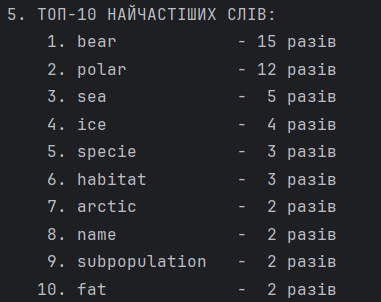 5. ТОП-10 НАЙЧАСТІШИХ СЛІВ:
1. bear - 15 разів
2. polar - 12 разів
3. sea - 5 разів
4. ice - 4 разів
5. specie - 3 разів
6. habitat - 3 разів
7. arctic - 2 разів
8. name - 2 разів
9. subpopulation - 2 разів
10. fat - 2 разів